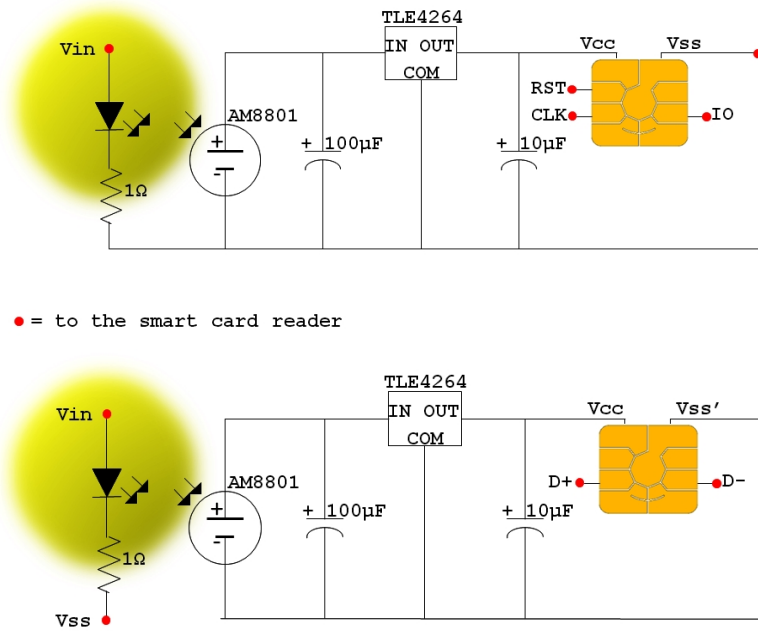 TLE4264
Vin
IN OUT
COM
Vcc
Vss
RST
CLK
IO
AM8801
+
-
+ 100µF
+ 10µF
1Ω
= to the smart card reader
TLE4264
Vin
IN OUT
COM
Vcc
Vss'
D+
D-
AM8801
+
-
+ 100µF
+ 10µF
1Ω
Vss